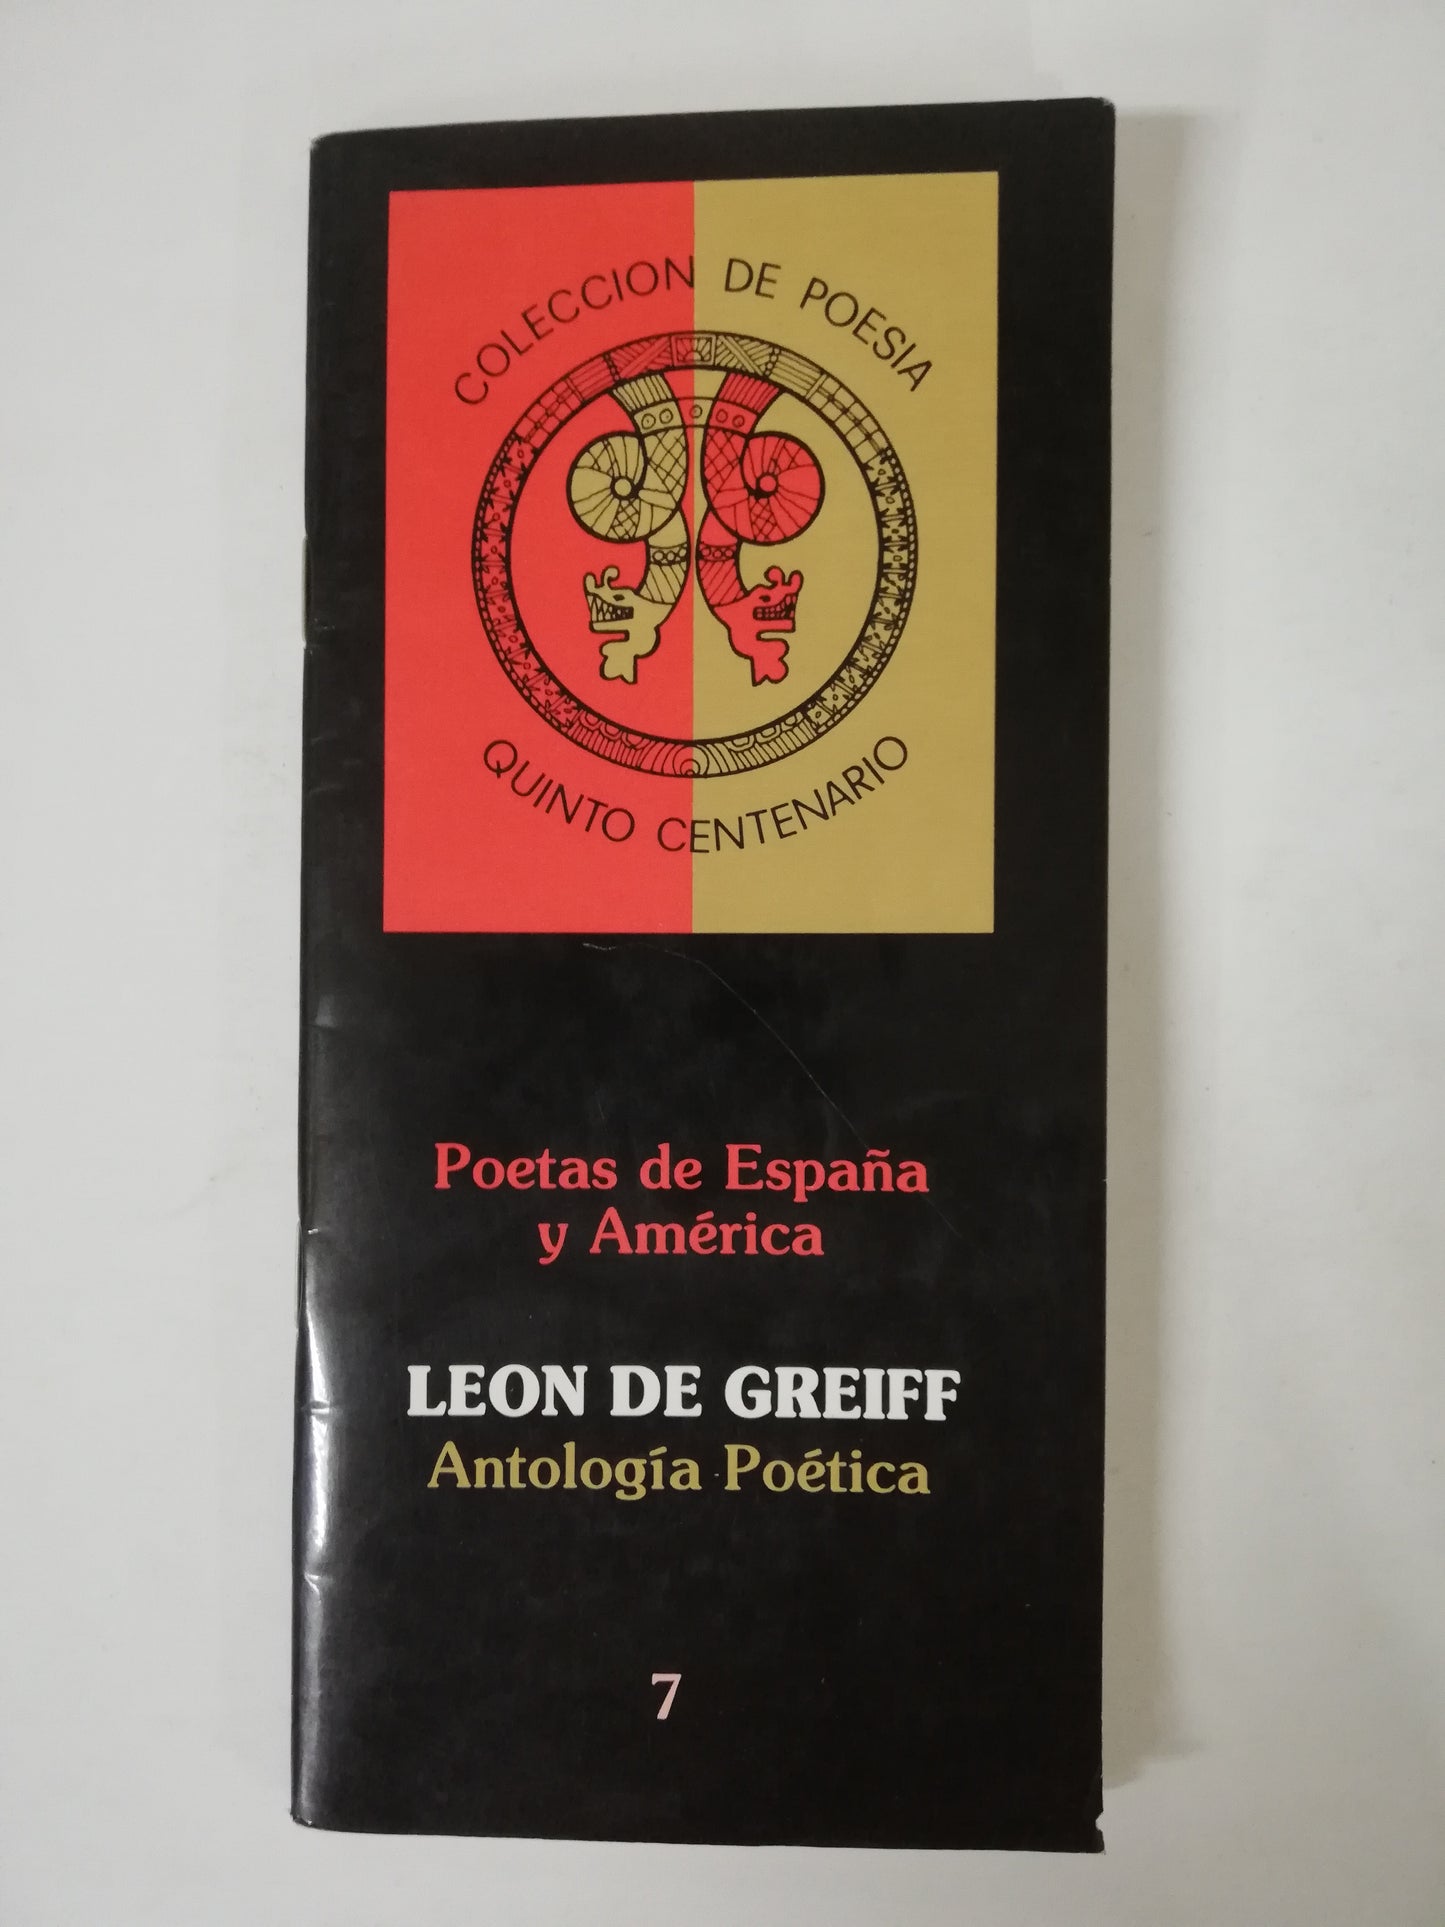 COLECCION DE POESIA
QUINTO CENTENARIO
Poetas de España
y América
LEON DE GREIFF
Antología Poética
7